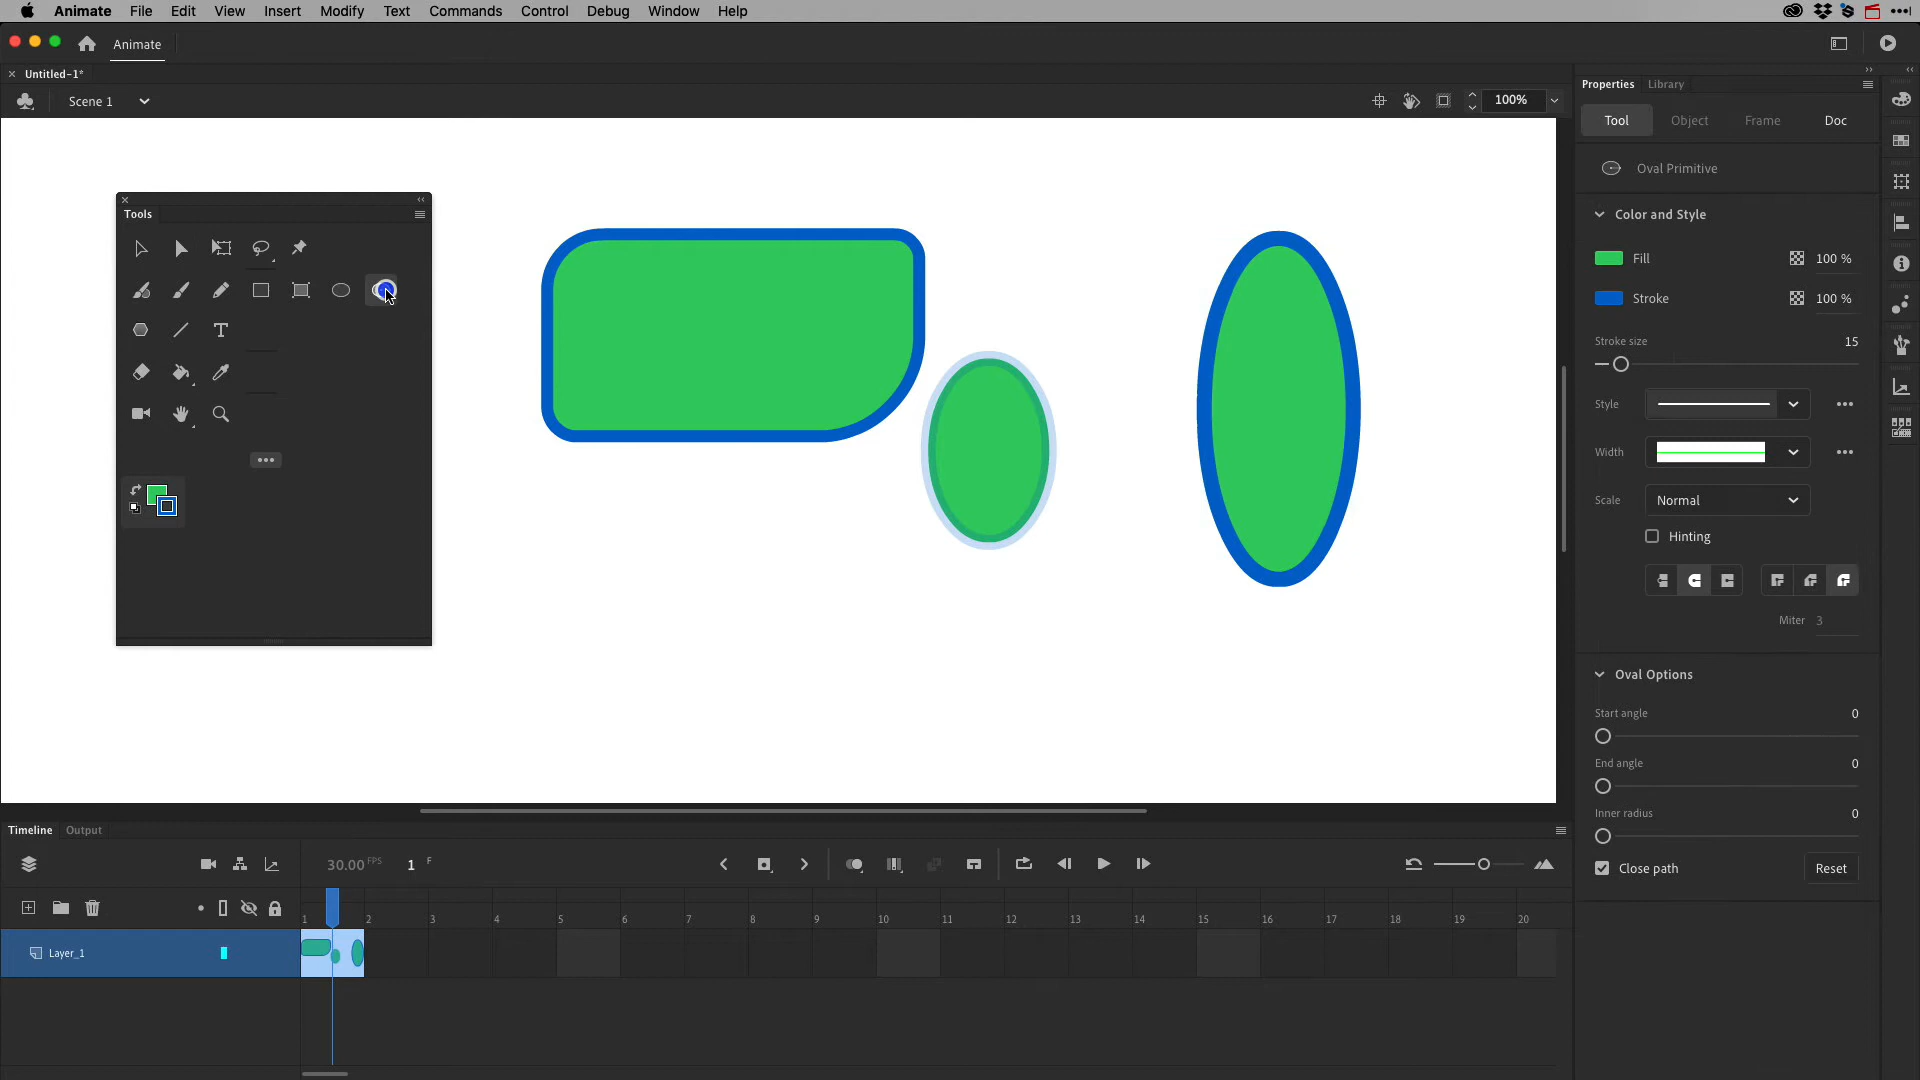 Animate File Edit View Insert Modify Commands Text Control Debug Window Help
Animate
Untitled-1*
Scene 1
100%
Properties Library
Tool Object Frame Doc
Oval Primitive
Color and Style
Fill 100 %
Stroke 100 %
Stroke size 15
Style
Width
Scale Normal
Hinting
Miter 3
Oval Options
Start angle 0
End angle 0
Inner radius 0
Close path Reset
Tools
T
Timeline Output
30.00 FPS 1 F
1 2 3 4 5 6 7 8 9 10 11 12 13 14 15 16 17 18 19 20
Layer_1